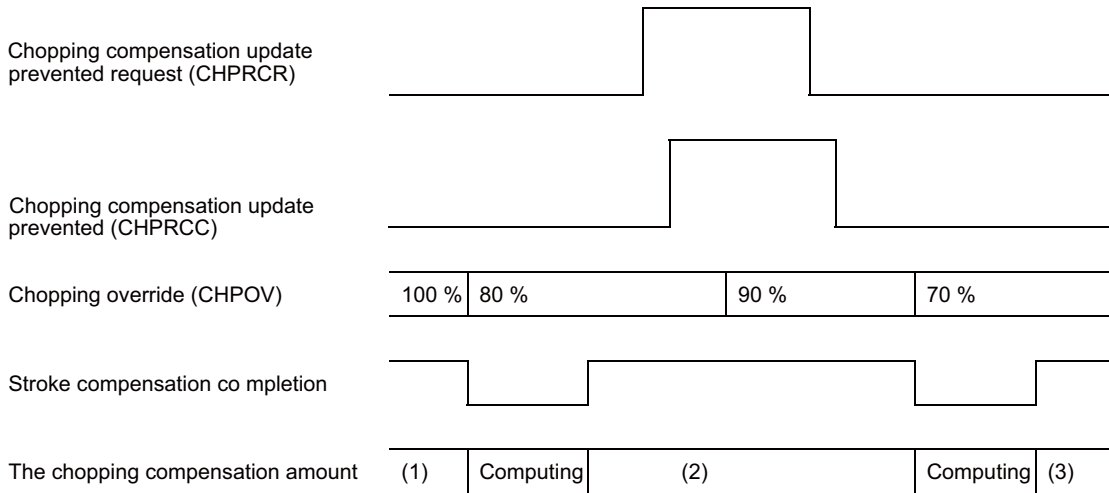 Chopping compensation update
prevented request (CHPRCR)
Chopping compensation update
prevented (CHPRCC)
Chopping override (CHPOV)
100 % 80 % 90 % 70 %
Stroke compensation co mpletion
The chopping compensation amount
(1) Computing (2) Computing (3)